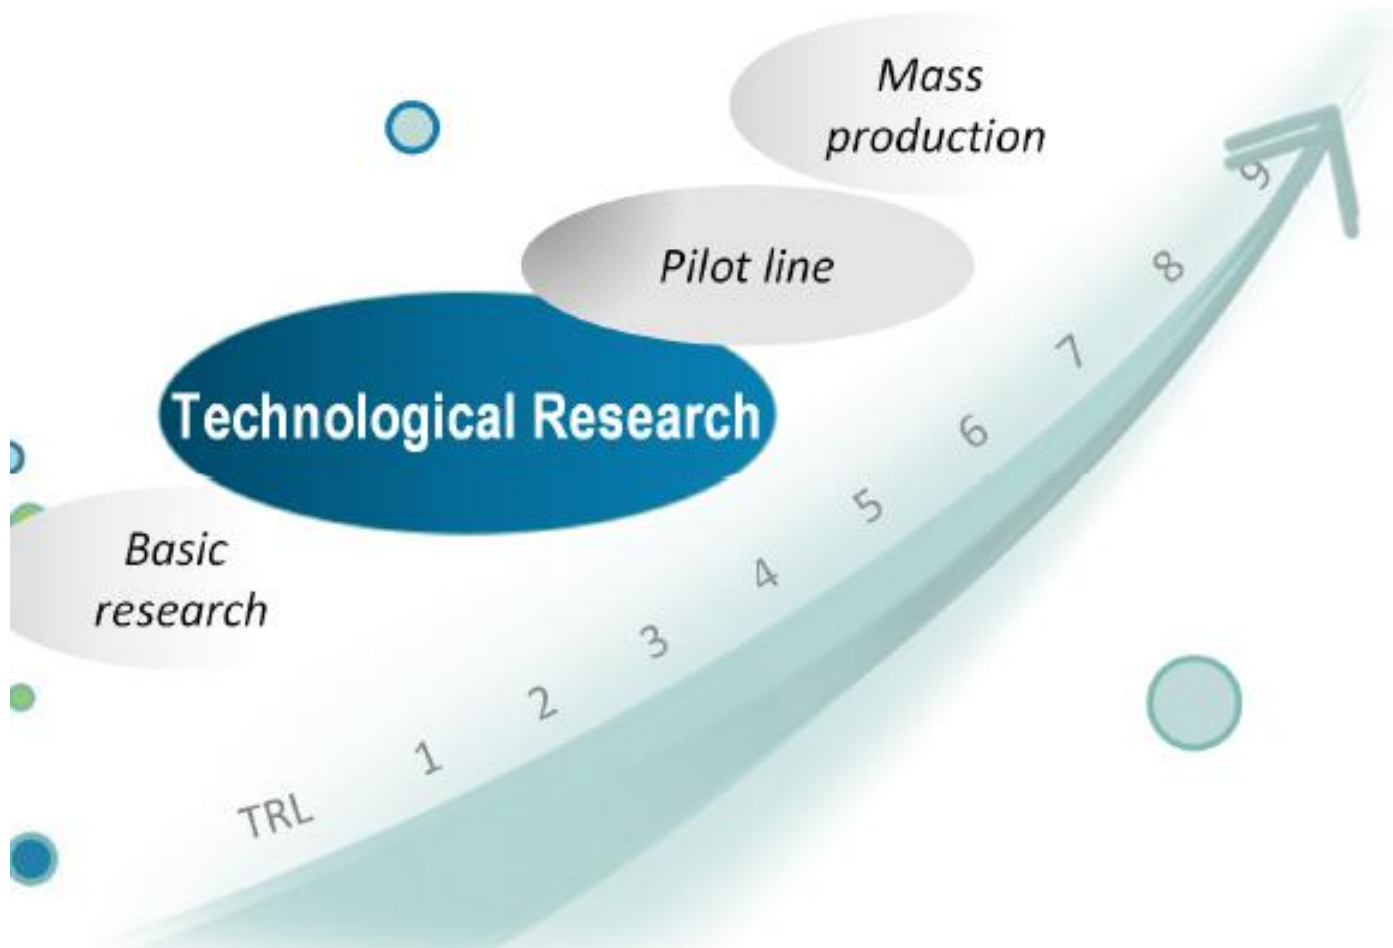 Mass
production
Pilot line
Technological Research
Basic
research
TRL 1 2 3 4 5 6 7 8 9